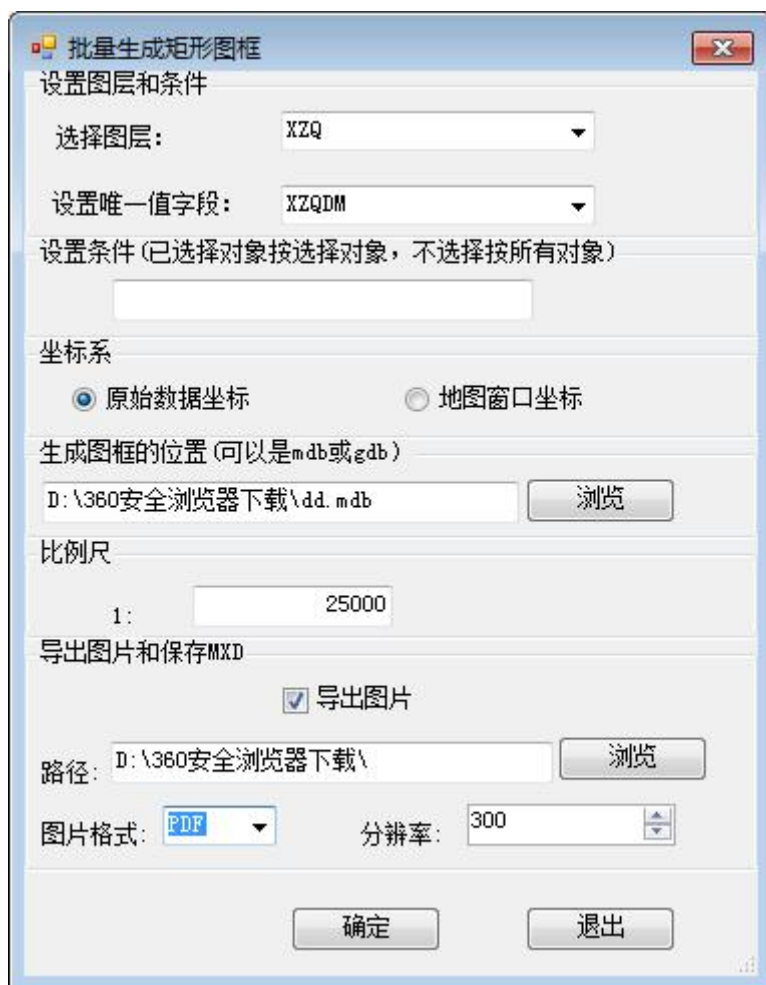 批量生成矩形图框
设置图层和条件
选择图层: XZQ
设置唯一值字段: XZQDM
设置条件(已选择对象按选择对象，不选择按所有对象)
坐标系
原始数据坐标 地图窗口坐标
生成图框的位置(可以是mdb或gdb)
D:\360安全浏览器下载\dd.mdb 浏览
比例尺
1: 25000
导出图片和保存MXD
导出图片
路径: D:\360安全浏览器下载\ 浏览
图片格式: PDF 分辨率: 300
确定 退出